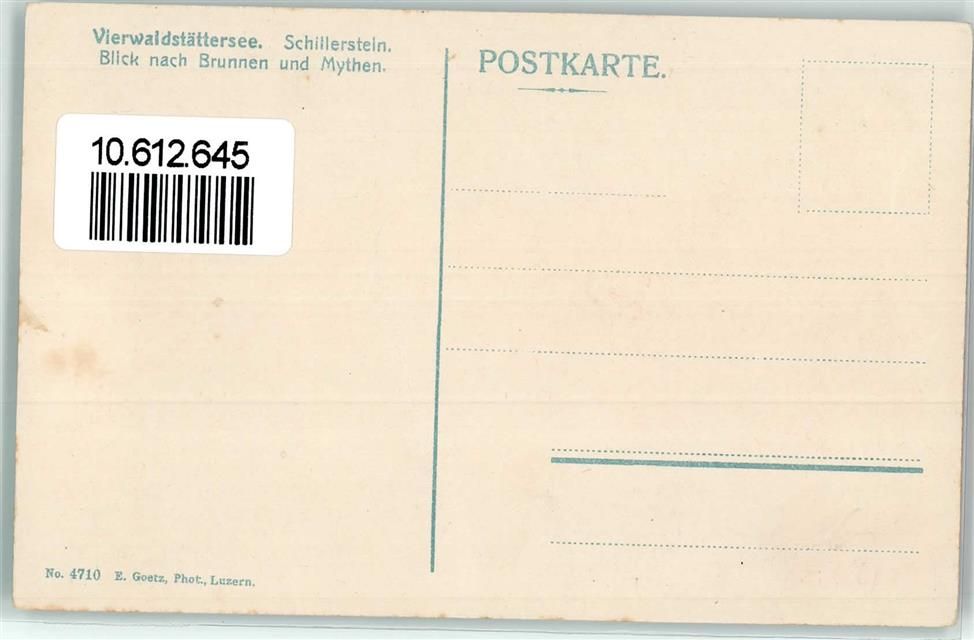 Vierwaldstättersee. Schillerstein.
Blick nach Brunnen und Mythen.
POSTKARTE.
10.612.645
No. 4710 E. Goetz, Phot., Luzern.